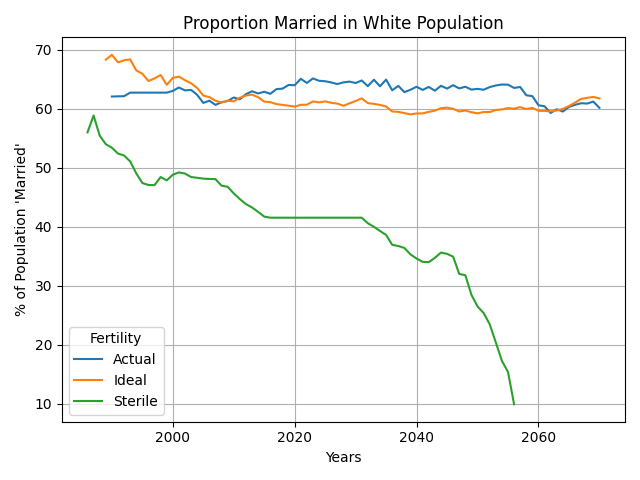 Proportion Married in White Population
% of Population 'Married'
70
60
50
40
30
20
10
Fertility
Actual
Ideal
Sterile
2000
2020
2040
2060
Years